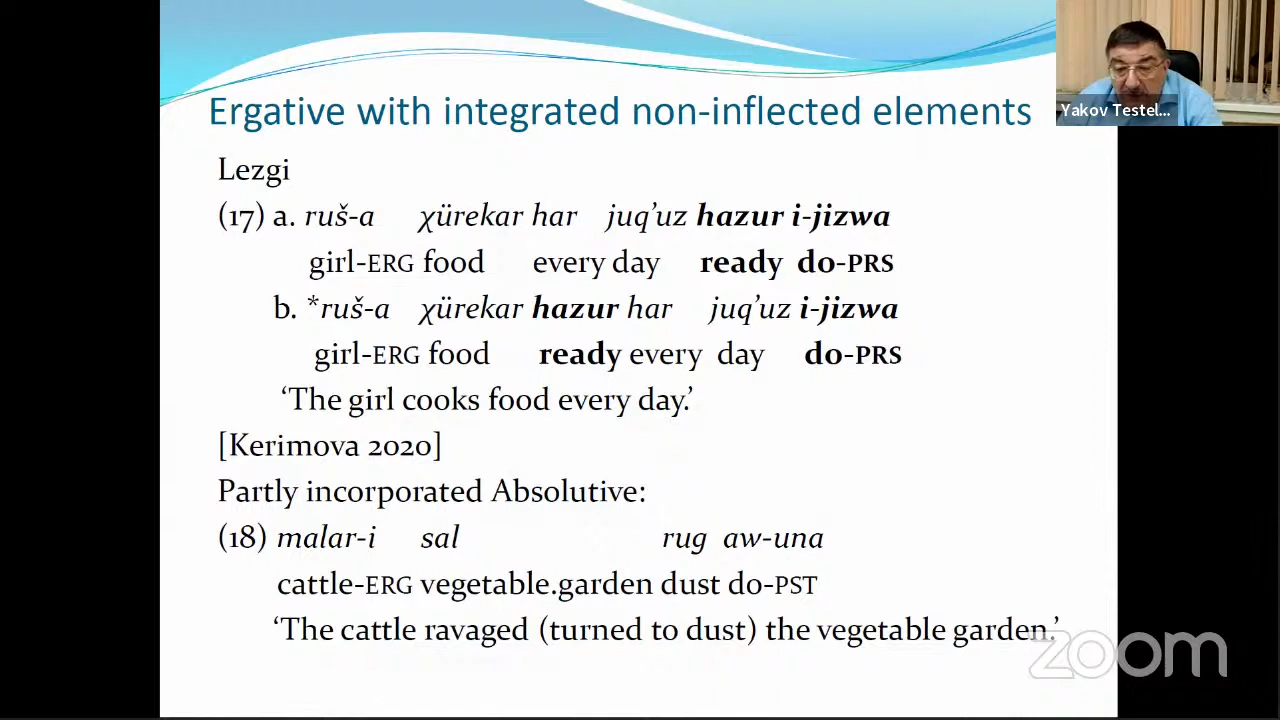 Ergative with integrated non-inflected elements
Yakov Testel...
Lezgi
(17) a. ruš-a χürekar har juq’uz hazur i-jizwa
girl-ERG food every day ready do-PRS
b. *ruš-a χürekar hazur har juq’uz i-jizwa
girl-ERG food ready every day do-PRS
‘The girl cooks food every day.’
[Kerimova 2020]
Partly incorporated Absolutive:
(18) malar-i sal rug aw-una
cattle-ERG vegetable.garden dust do-PST
‘The cattle ravaged (turned to dust) the vegetable garden.’
zoom